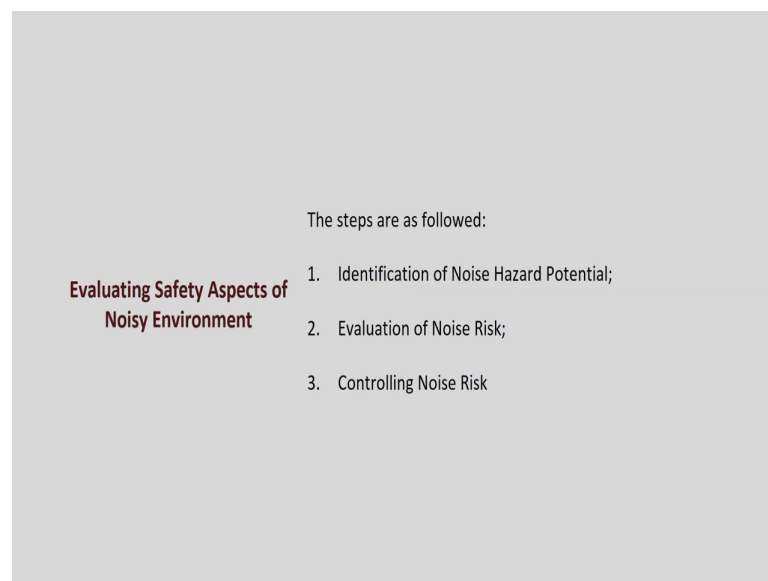 Evaluating Safety Aspects of
Noisy Environment
The steps are as followed:
1. Identification of Noise Hazard Potential;
2. Evaluation of Noise Risk;
3. Controlling Noise Risk